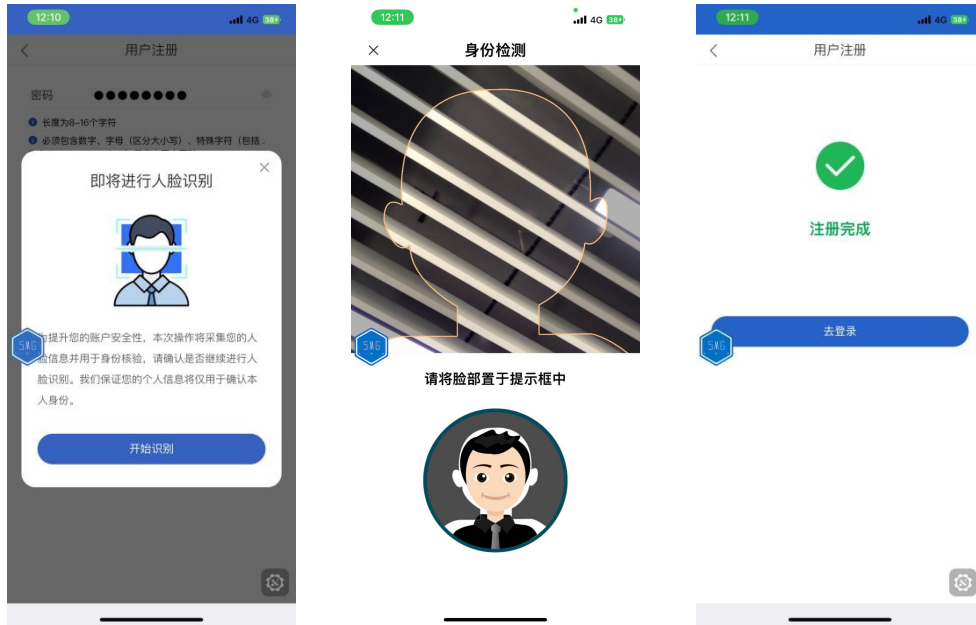 12:10
4G 38
用户注册
密码 ●●●●●●●●
长度为8-16个字符
必须包含数字、字母（区分大小写）、特殊字符（包括.
即将进行人脸识别
为提升您的账户安全性，本次操作将采集您的人
脸信息并用于身份核验，请确认是否继续进行人
脸识别。我们保证您的个人信息将仅用于确认本
人身份。
开始识别
SMG
12:11
4G 38
身份检测
请将脸部置于提示框中
SMG
12:11
4G 38
用户注册
注册完成
去登录
SMG